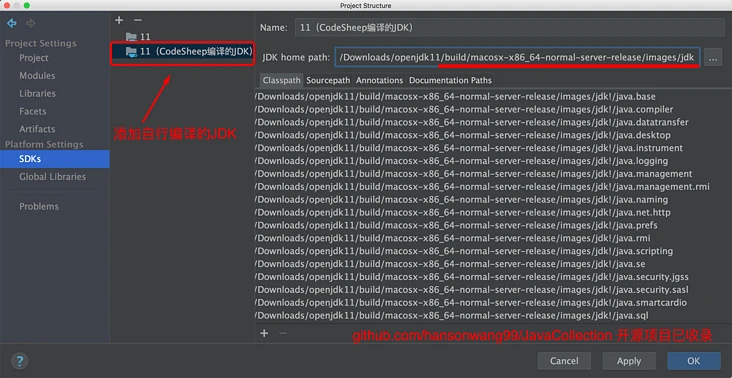 Project Structure
Project Settings
Project
Modules
Libraries
Facets
Artifacts
Platform Settings
SDKs
Global Libraries
Problems
11
11（CodeSheep编译的JDK）
添加自行编译的JDK
Name: 11（CodeSheep编译的JDK）
JDK home path: /Downloads/openjdk11/build/macosx-x86_64-normal-server-release/images/jdk ...
Classpath Sourcepath Annotations Documentation Paths
/Downloads/openjdk11/build/macosx-x86_64-normal-server-release/images/jdk!/java.base
/Downloads/openjdk11/build/macosx-x86_64-normal-server-release/images/jdk!/java.compiler
/Downloads/openjdk11/build/macosx-x86_64-normal-server-release/images/jdk!/java.datatransfer
/Downloads/openjdk11/build/macosx-x86_64-normal-server-release/images/jdk!/java.desktop
/Downloads/openjdk11/build/macosx-x86_64-normal-server-release/images/jdk!/java.instrument
/Downloads/openjdk11/build/macosx-x86_64-normal-server-release/images/jdk!/java.logging
/Downloads/openjdk11/build/macosx-x86_64-normal-server-release/images/jdk!/java.management
/Downloads/openjdk11/build/macosx-x86_64-normal-server-release/images/jdk!/java.management.rmi
/Downloads/openjdk11/build/macosx-x86_64-normal-server-release/images/jdk!/java.naming
/Downloads/openjdk11/build/macosx-x86_64-normal-server-release/images/jdk!/java.net.http
/Downloads/openjdk11/build/macosx-x86_64-normal-server-release/images/jdk!/java.prefs
/Downloads/openjdk11/build/macosx-x86_64-normal-server-release/images/jdk!/java.rmi
/Downloads/openjdk11/build/macosx-x86_64-normal-server-release/images/jdk!/java.scripting
/Downloads/openjdk11/build/macosx-x86_64-normal-server-release/images/jdk!/java.se
/Downloads/openjdk11/build/macosx-x86_64-normal-server-release/images/jdk!/java.security.jgss
/Downloads/openjdk11/build/macosx-x86_64-normal-server-release/images/jdk!/java.security.sasl
/Downloads/openjdk11/build/macosx-x86_64-normal-server-release/images/jdk!/java.smartcardio
/Downloads/openjdk11/build/macosx-x86_64-normal-server-release/images/jdk!/java.sql
github.com/hansonwang99/JavaCollection 开源项目已收录
? Cancel Apply OK